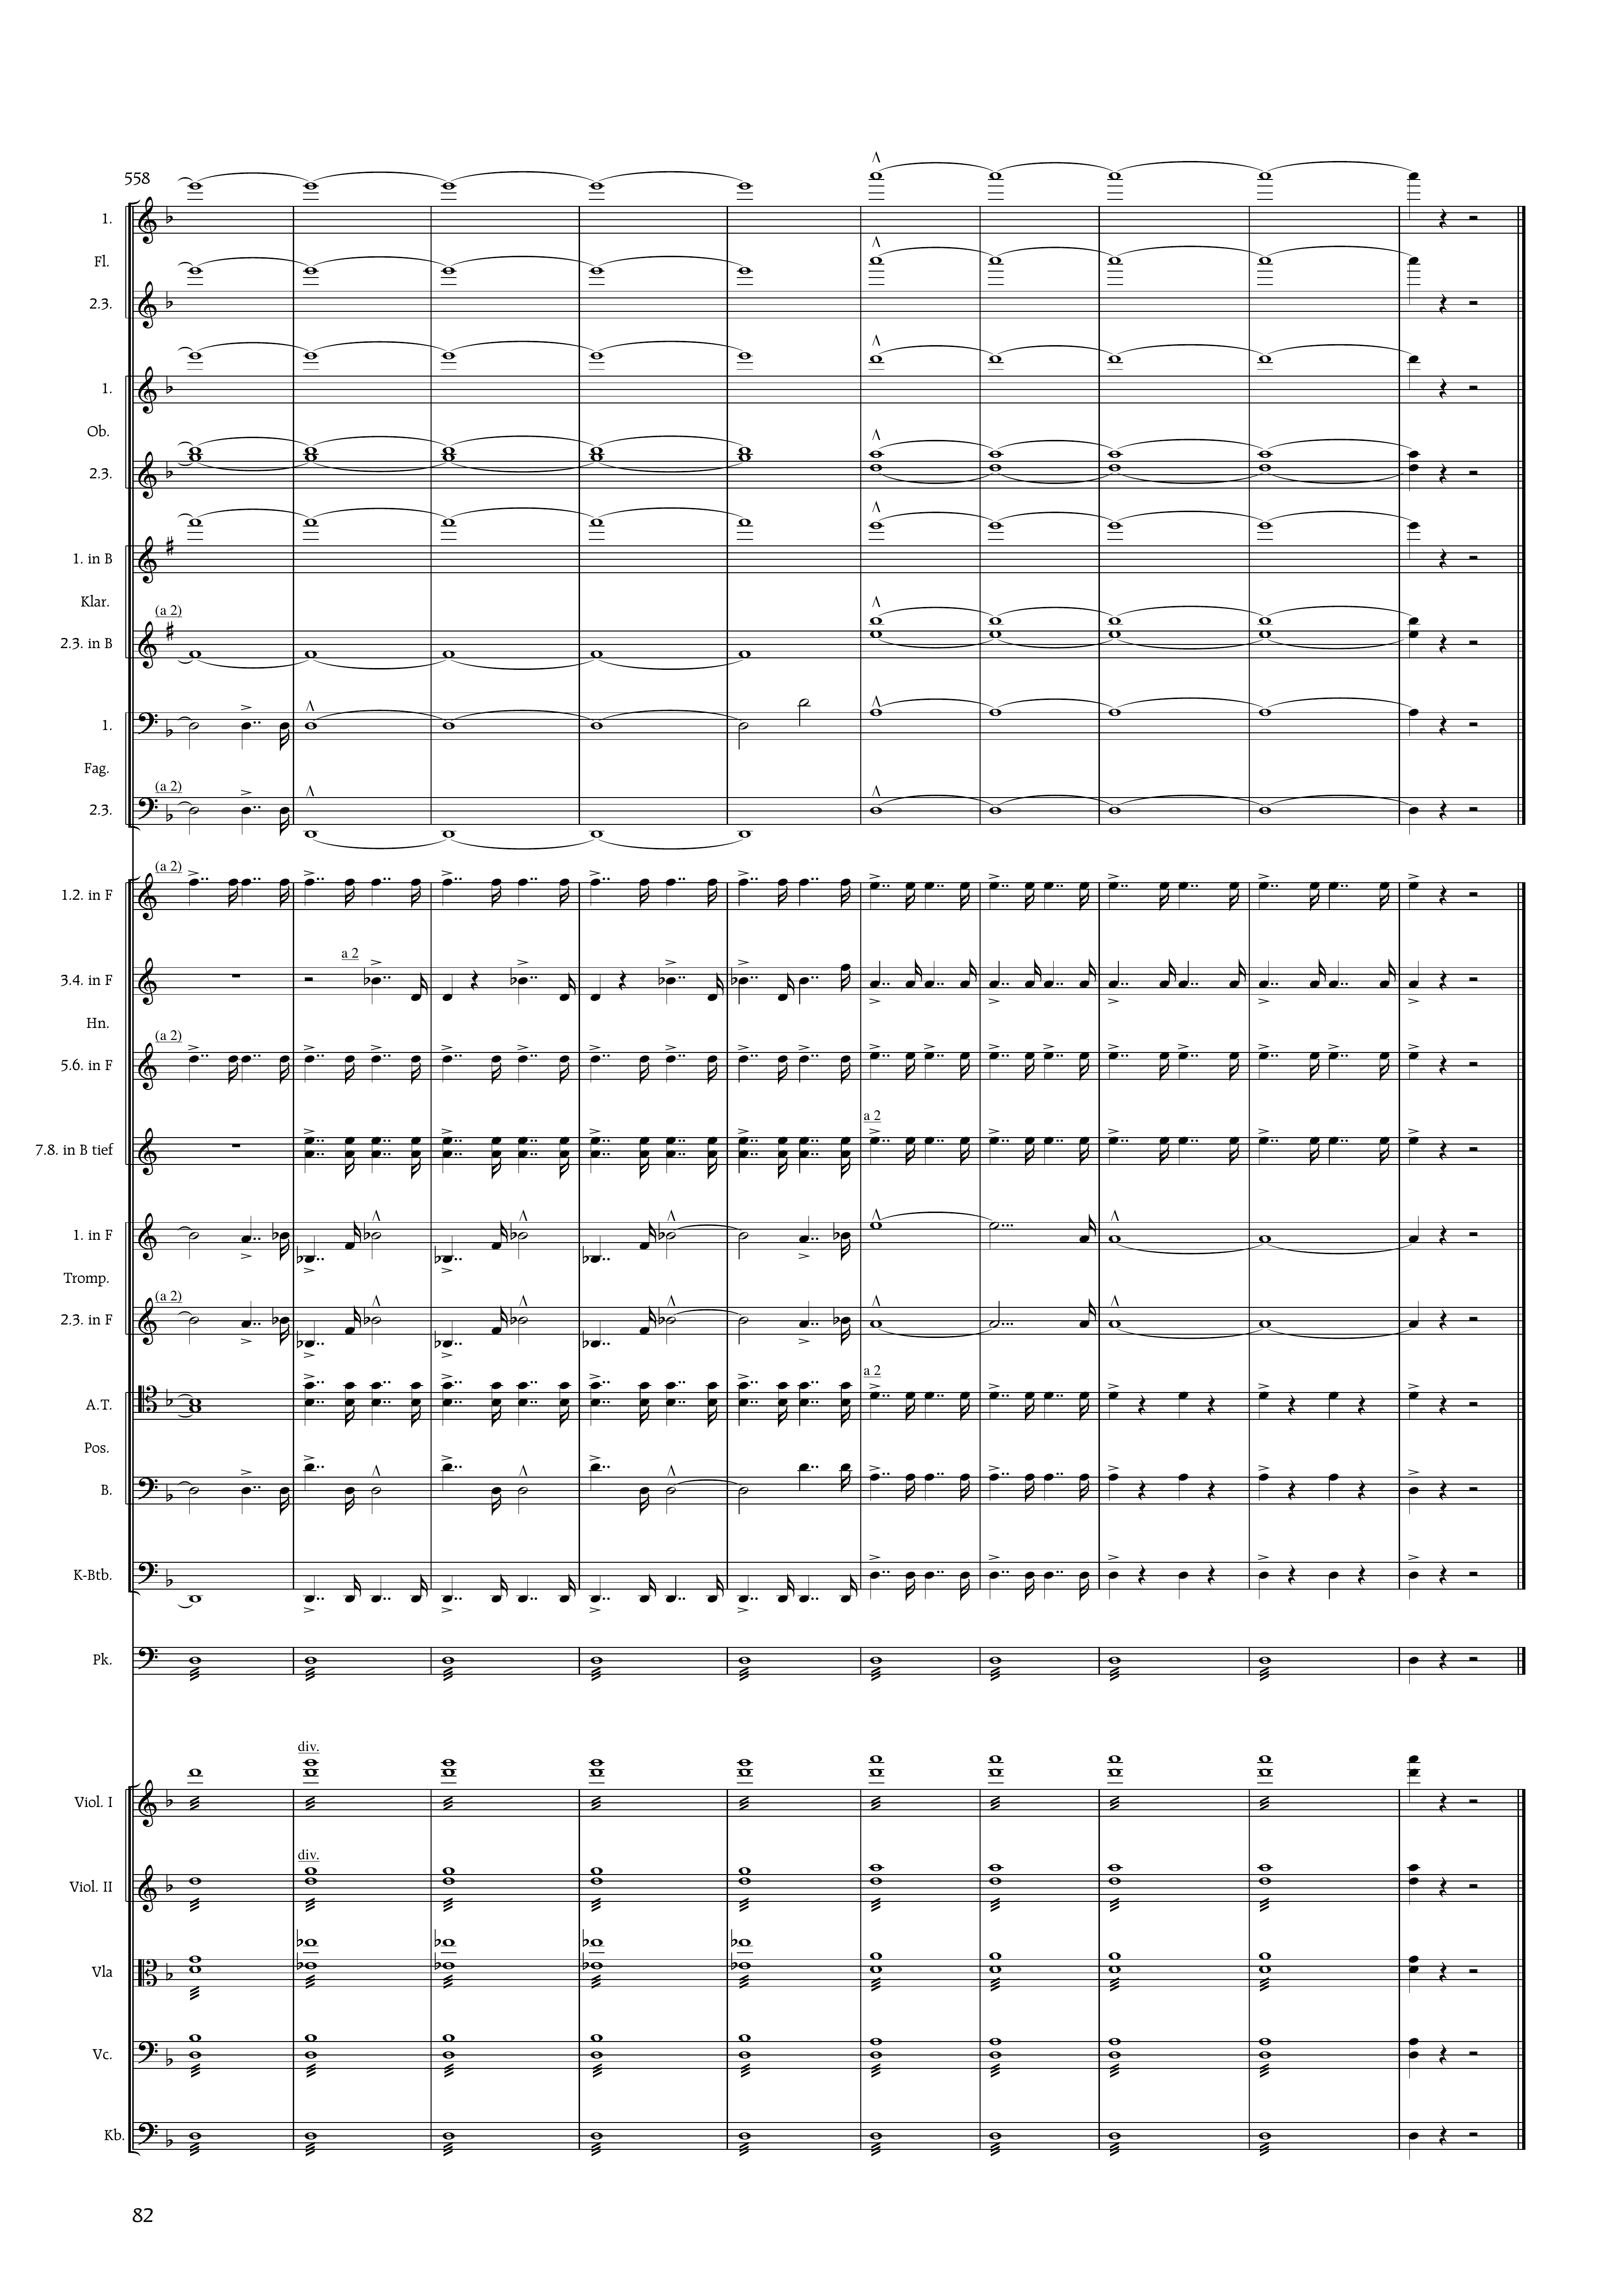 558
1.
Fl.
2.3.
1.
Ob.
2.3.
1. in B
Klar.
(a 2)
2.3. in B
1.
Fag.
(a 2)
2.3.
(a 2)
1.2. in F
a 2
3.4. in F
Hn.
(a 2)
5.6. in F
a 2
7.8. in B tief
1. in F
Tromp.
(a 2)
2.3. in F
a 2
A.T.
Pos.
B.
K-Btb.
Pk.
div.
Viol. I
div.
Viol. II
Vla
Vc.
Kb.
82